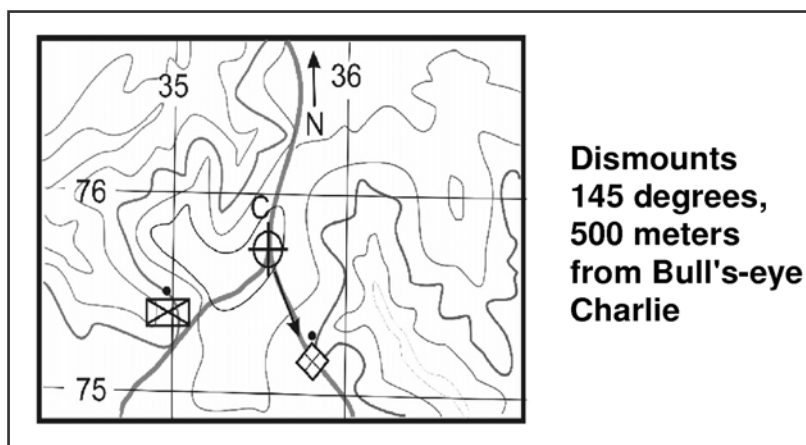 35
36
N
76
C
75
Dismounts
145 degrees,
500 meters
from Bull's-eye
Charlie